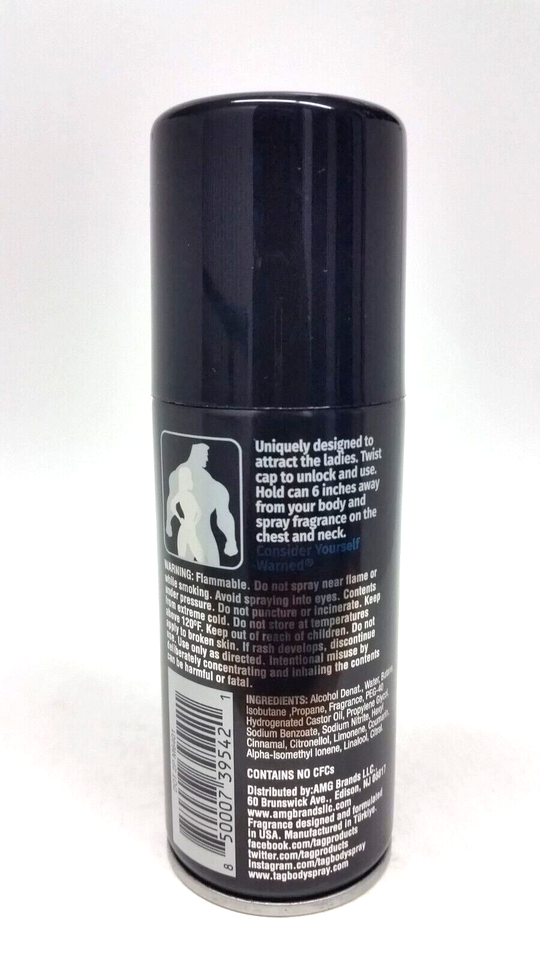 Uniquely designed to
attract the ladies. Twist
cap to unlock and use.
Hold can 6 inches away
from your body and
spray fragrance on the
chest and neck.
Consider Yourself
Warned®
WARNING: Flammable. Do not spray near flame or
while smoking. Avoid spraying into eyes. Contents
under pressure. Do not puncture or incinerate. Keep
from extreme cold. Do not store at temperatures
above 120ºF. Keep out of reach of children. Do not
apply to broken skin. If rash develops, discontinue
use. Use only as directed. Intentional misuse by
deliberately concentrating and inhaling the contents
can be harmful or fatal.
INGREDIENTS: Alcohol Denat., Water, Butane,
Isobutane ,Propane, Fragrance, PEG-40
Hydrogenated Castor Oil, Propylene Glycol,
Sodium Benzoate, Sodium Nitrite, Hexyl
Cinnamal, Citronellol, Limonene, Coumarin,
Alpha-Isomethyl Ionene, Linalool, Citral.
CONTAINS NO CFCs
Distributed by:AMG Brands LLC.
60 Brunswick Ave., Edison, NJ 08817
www.amgbrandsllc.com
Fragrance designed and formulated
in USA. Manufactured in Türkiye.
facebook.com/tagproducts
twitter.com/tagproducts
Instagram.com/tagbodyspray
www.tagbodyspray.com
8 50007 39542 1